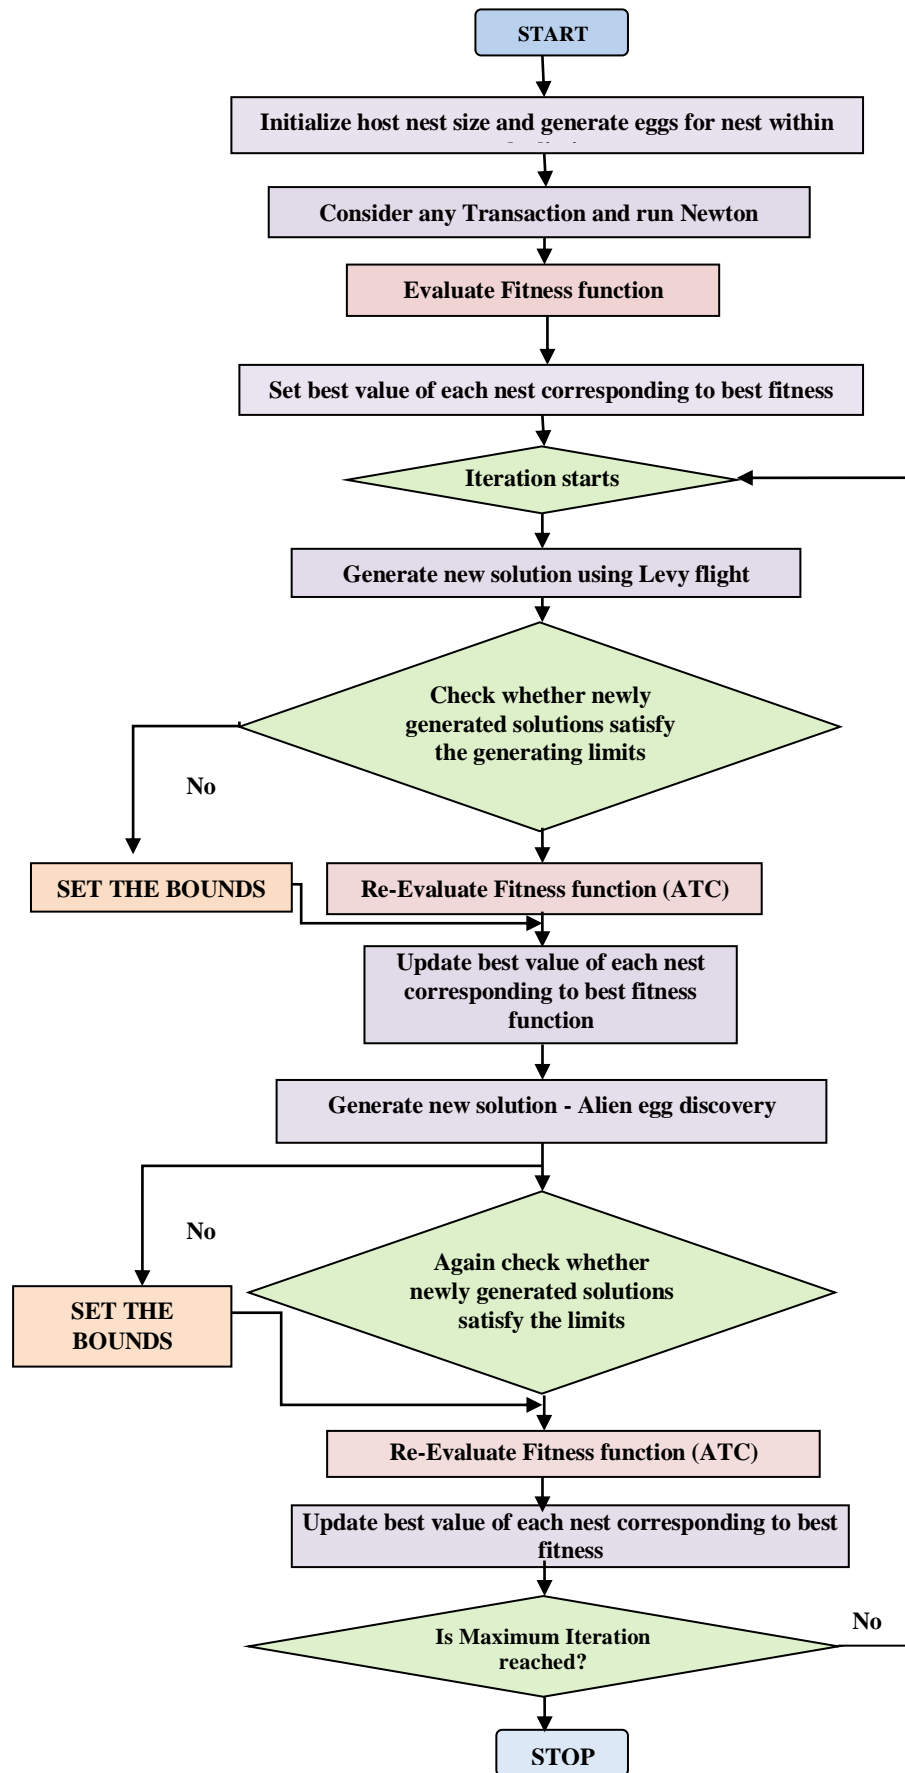 START
Initialize host nest size and generate eggs for nest within
Consider any Transaction and run Newton
Evaluate Fitness function
Set best value of each nest corresponding to best fitness
Iteration starts
Generate new solution using Levy flight
Check whether newly
generated solutions satisfy
the generating limits
No
SET THE BOUNDS
Re-Evaluate Fitness function (ATC)
Update best value of each nest
corresponding to best fitness
function
Generate new solution - Alien egg discovery
No
Again check whether
newly generated solutions
satisfy the limits
SET THE
BOUNDS
Re-Evaluate Fitness function (ATC)
Update best value of each nest corresponding to best
fitness
Is Maximum Iteration
reached?
No
STOP